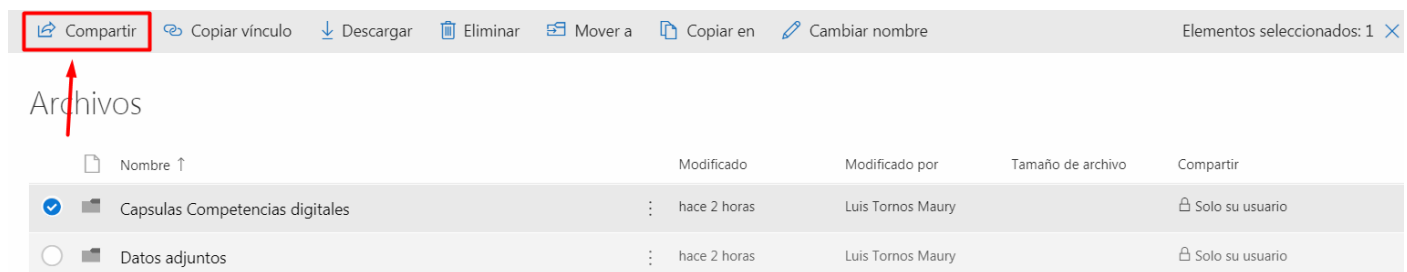 Compartir Copiar vínculo Descargar Eliminar Mover a Copiar en Cambiar nombre Elementos seleccionados: 1
Archivos
Nombre ↑ Modificado Modificado por Tamaño de archivo Compartir
Capsulas Competencias digitales hace 2 horas Luis Tornos Maury Solo su usuario
Datos adjuntos hace 2 horas Luis Tornos Maury Solo su usuario